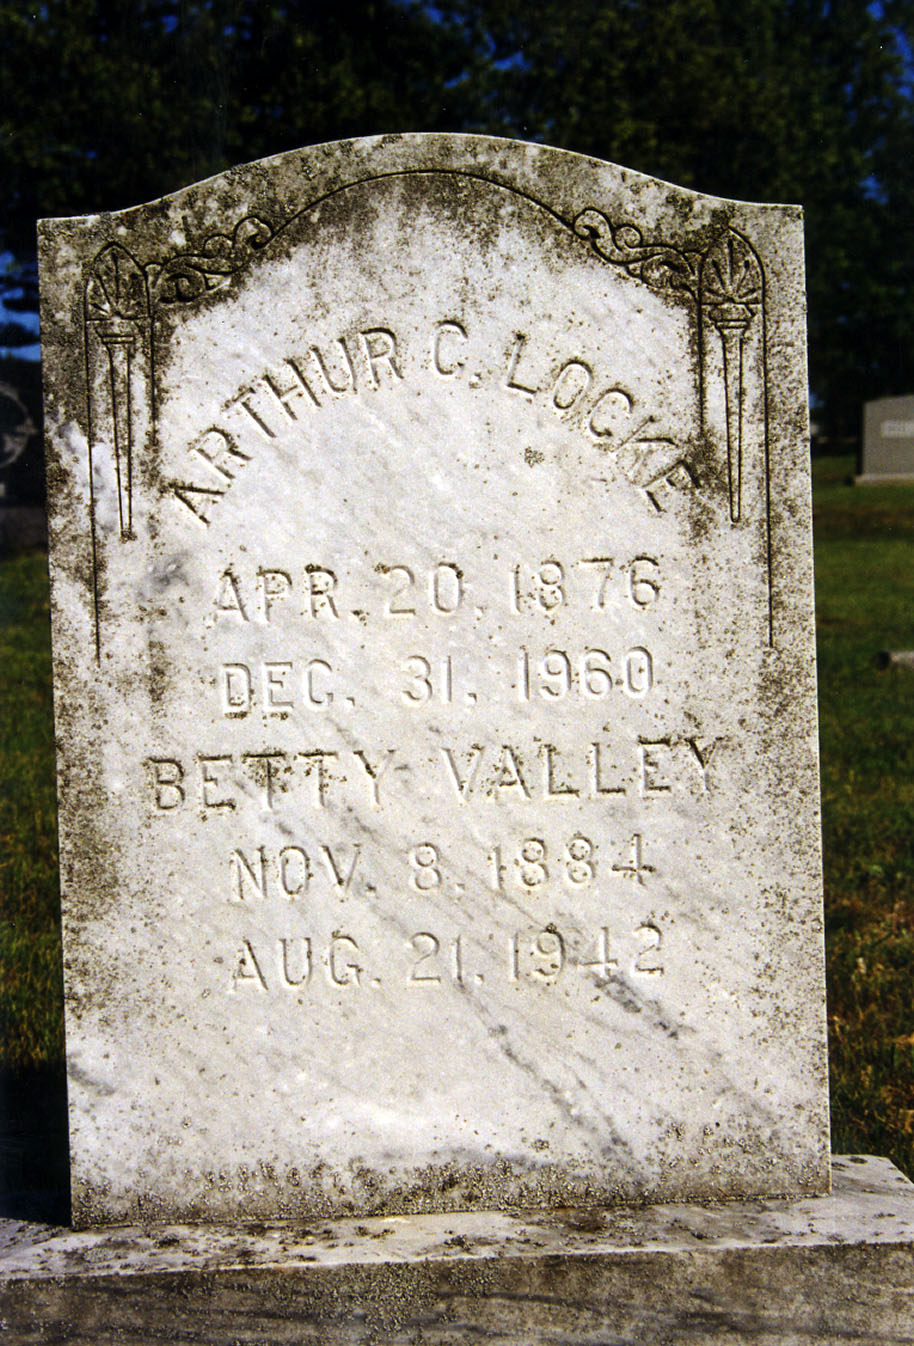 ARTHUR C. LOCKE
APR. 20. 1876
DEC. 31. 1960
BETTY VALLEY
NOV. 8. 1884
AUG. 21. 1942